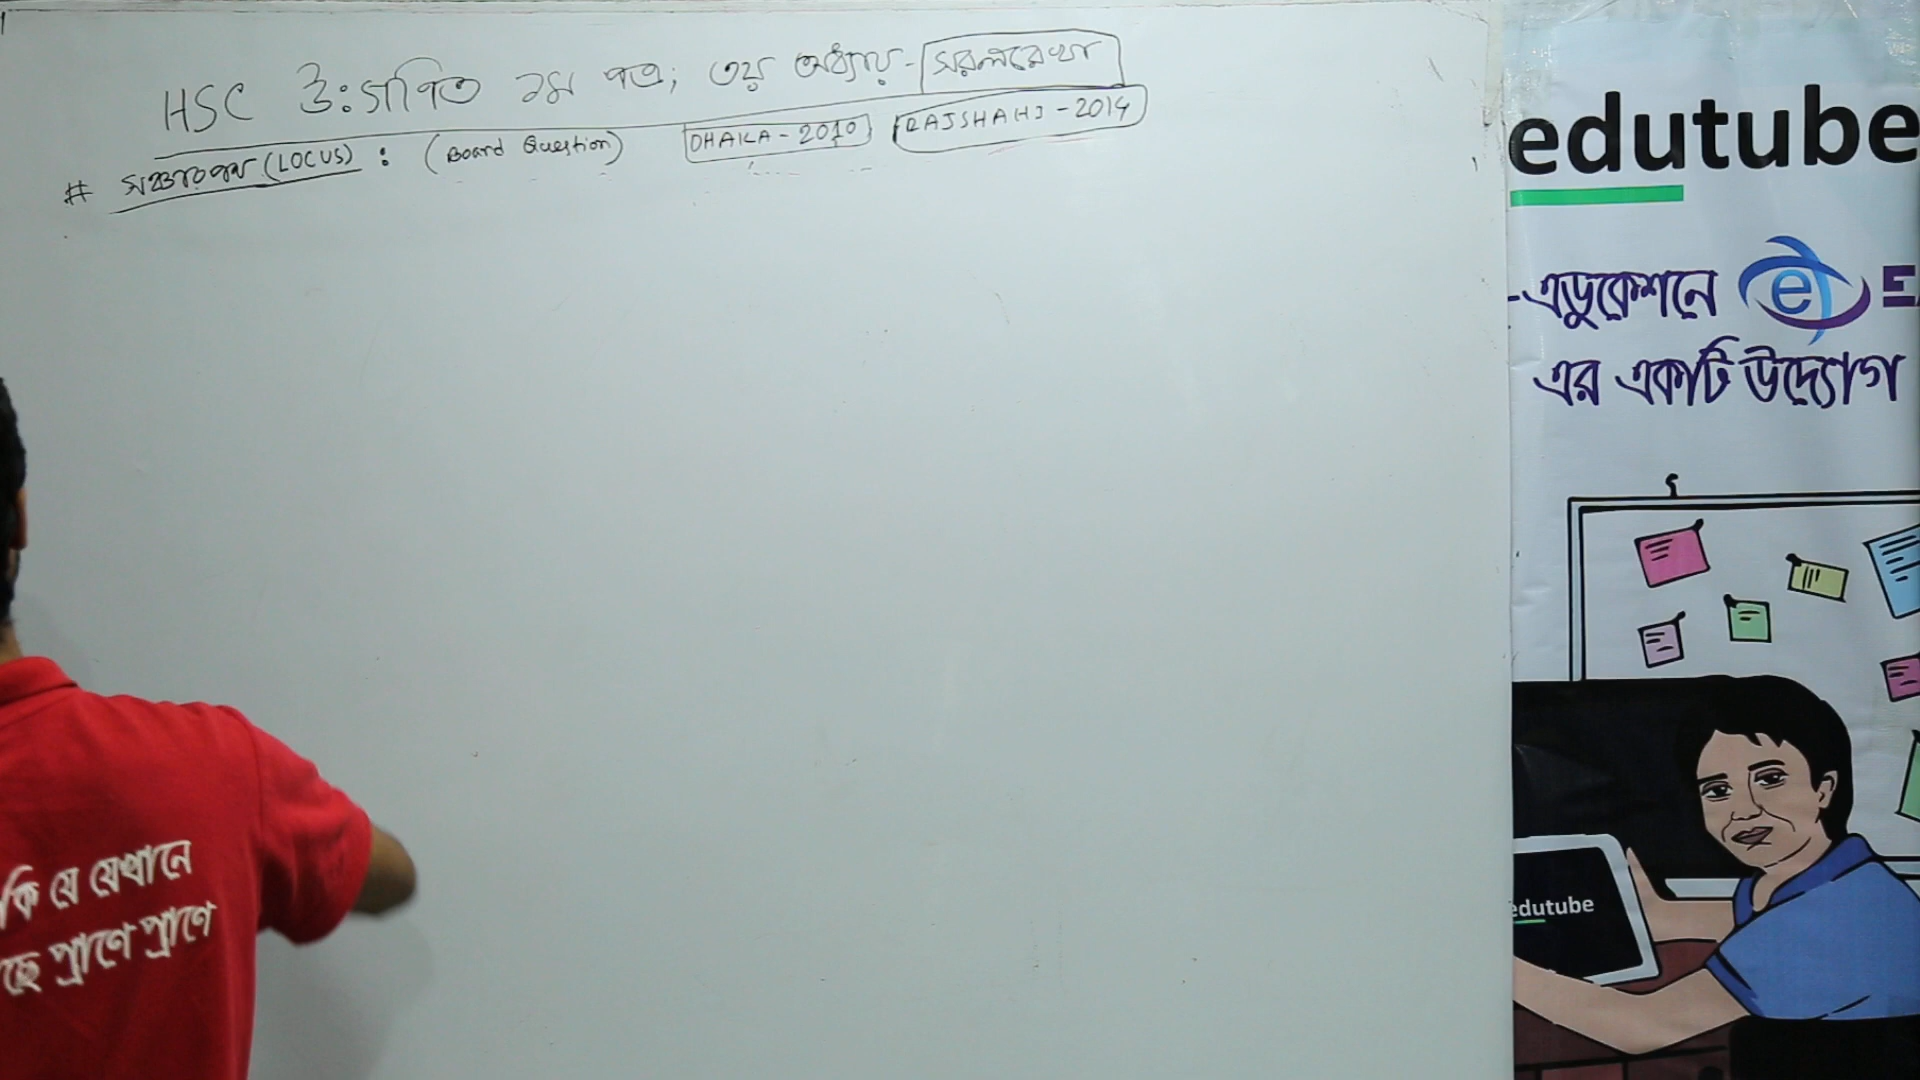 HSC উঃগণিত ১ম পত্র; ৩য় অধ্যায়-সরলরেখা
# সঞ্চারপথ (LOCUS) : (Board Question) DHAKA-2010 RAJSHAHI-2014
edutube
-এডুকেশনে e
এর একটি উদ্যোগ
edutube
কি যে যেখানে
ছে প্রাণে প্রাণে